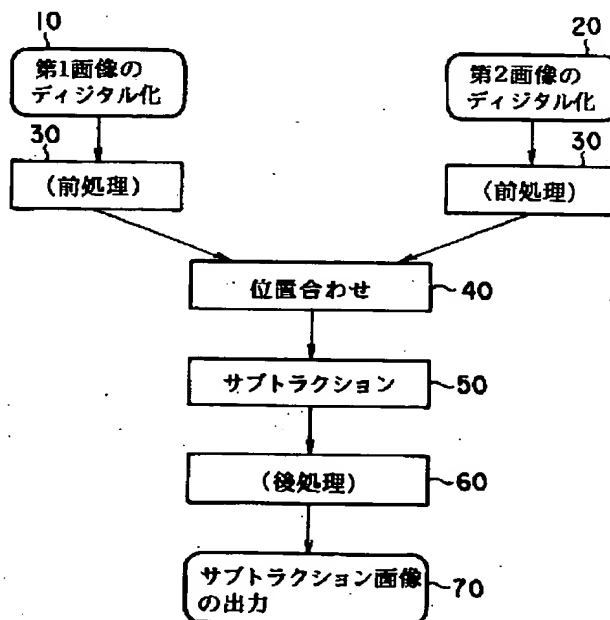 10
第1画像の
ディジタル化
20
第2画像の
ディジタル化
30
(前処理)
30
(前処理)
位置合わせ
40
サブトラクション
50
(後処理)
60
サブトラクション画像
の出力
70